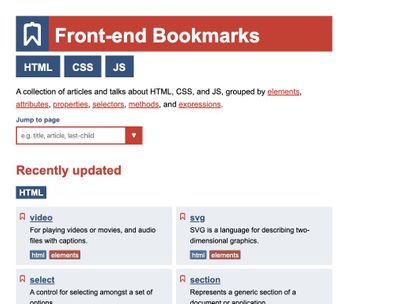 Front-end Bookmarks
HTML CSS JS
A collection of articles and talks about HTML, CSS, and JS, grouped by elements,
attributes, properties, selectors, methods, and expressions.
Jump to page
e.g. title, article, last-child
▼
Recently updated
HTML
video
For playing videos or movies, and audio
files with captions.
html elements
svg
SVG is a language for describing two-
dimensional graphics.
html elements
select
A control for selecting amongst a set of
options.
section
Represents a generic section of a
document or application.